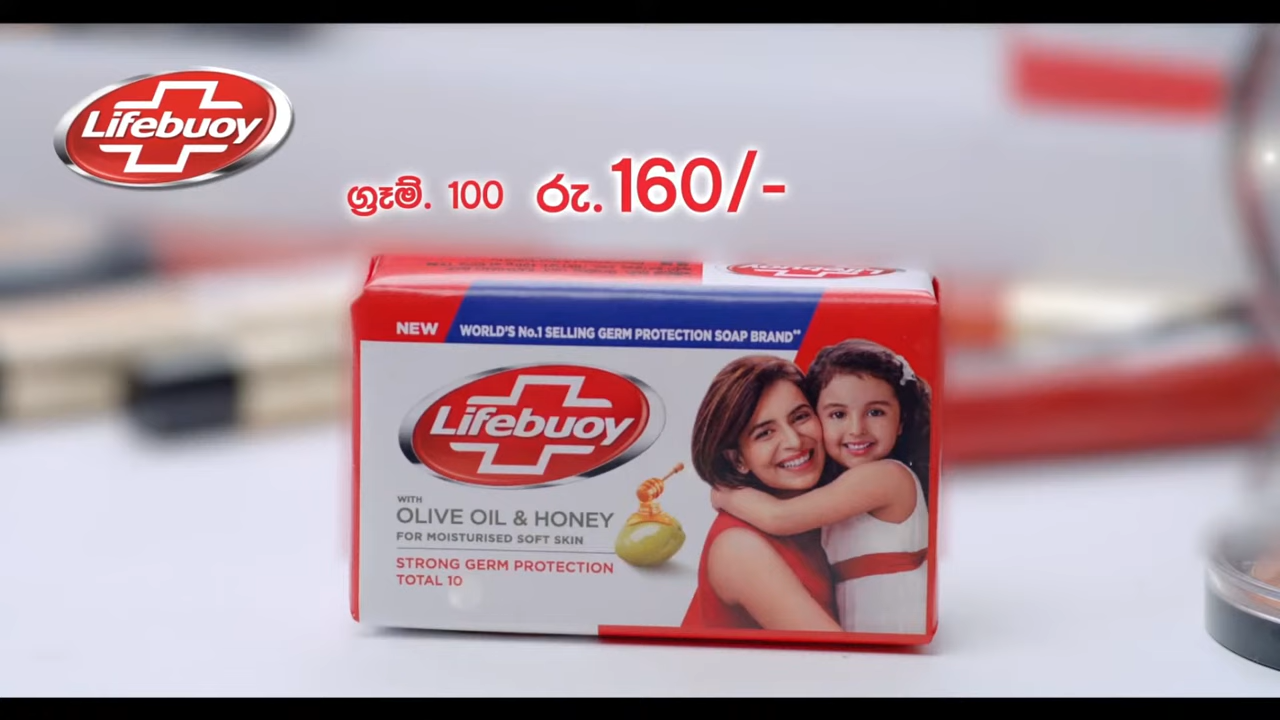 Lifebuoy
ග්‍රෑම්. 100 රු. 160/-
Lifebuoy
NEW WORLD'S No.1 SELLING GERM PROTECTION SOAP BRAND**
Lifebuoy
WITH
OLIVE OIL & HONEY
FOR MOISTURISED SOFT SKIN
STRONG GERM PROTECTION
TOTAL 10